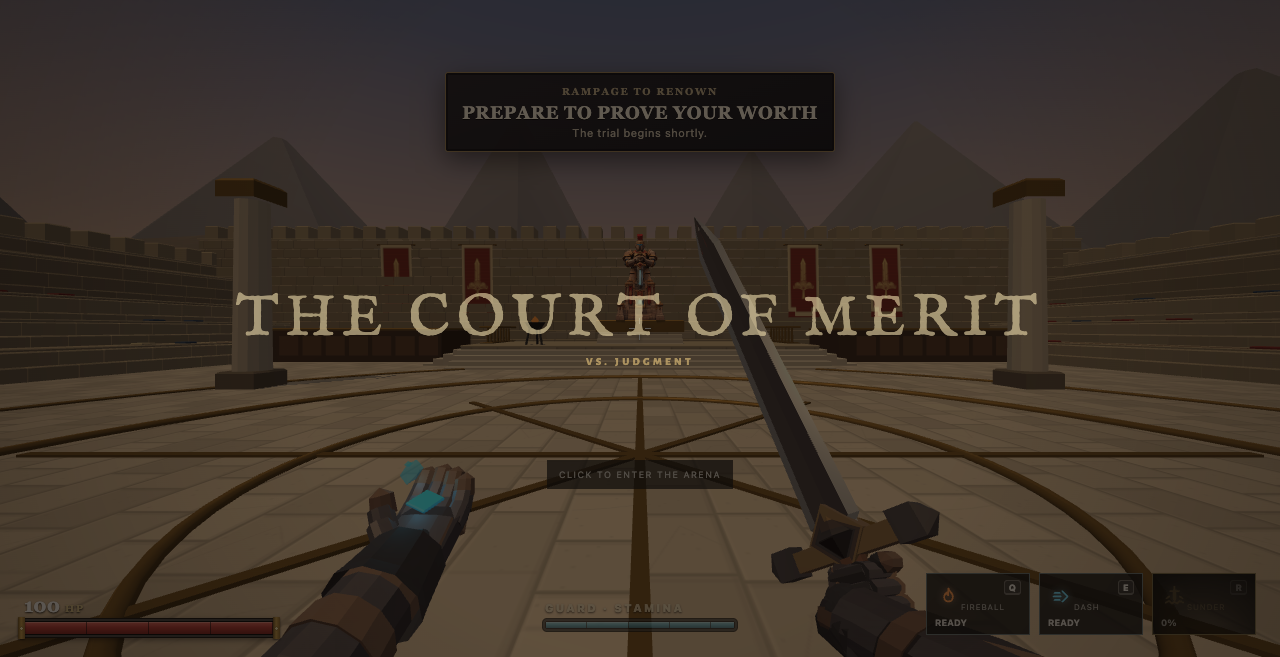 RAMPAGE TO RENOWN
PREPARE TO PROVE YOUR WORTH
The trial begins shortly.
THE COURT OF MERIT
VS. JUDGMENT
CLICK TO ENTER THE ARENA
100 HP
GUARD · STAMINA
Q
FIREBALL
READY
E
DASH
READY
R
SUNDER
0%